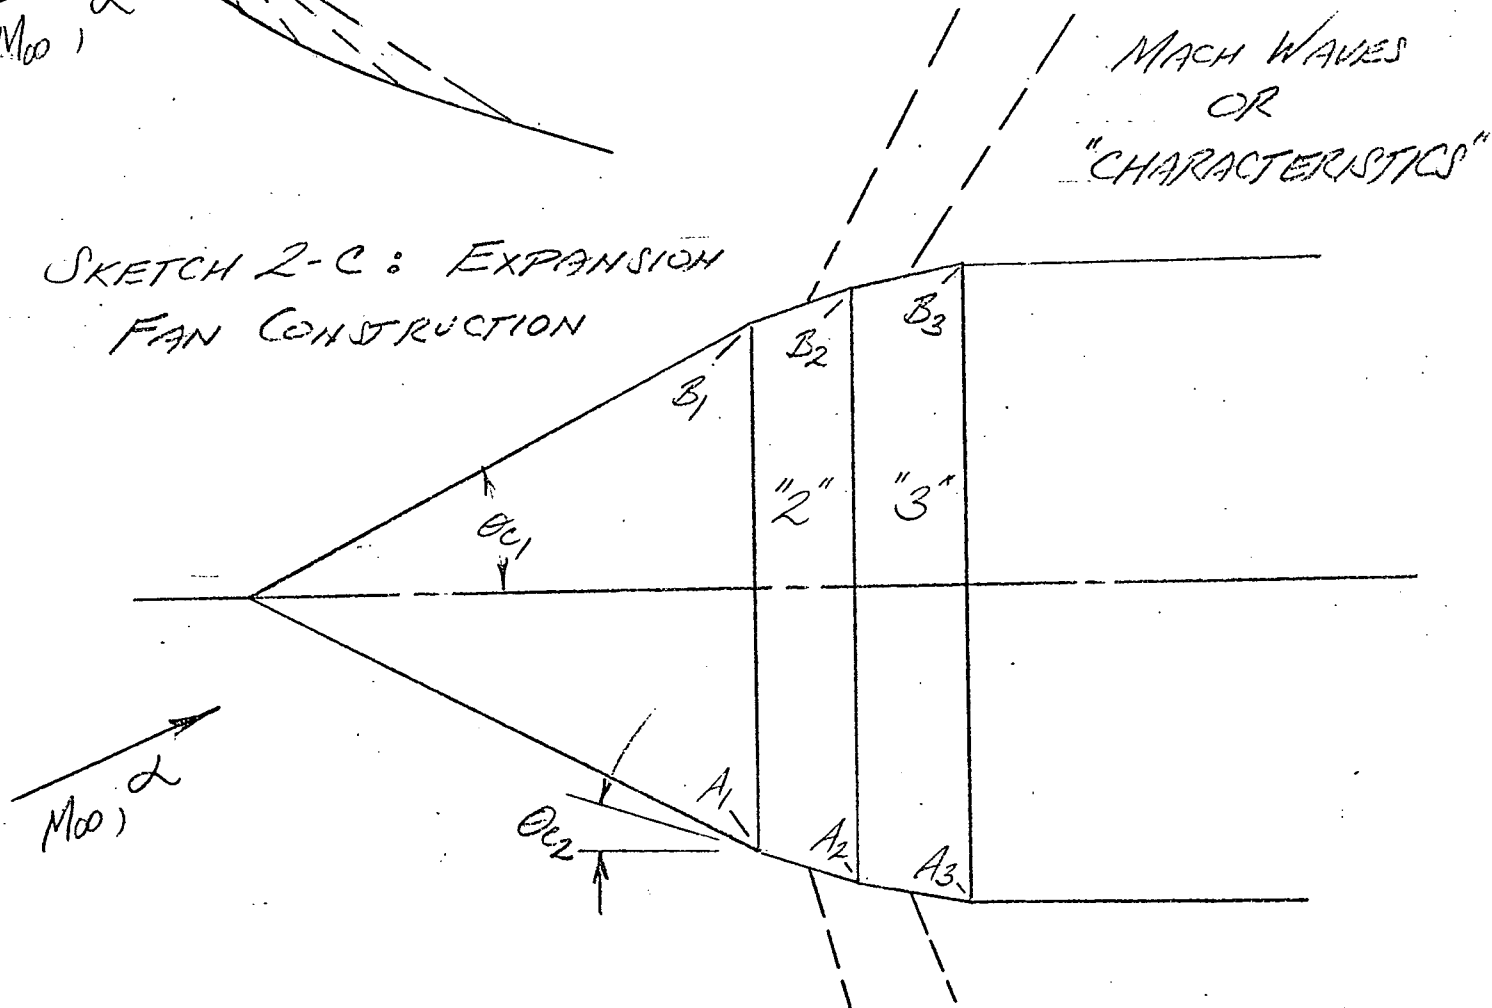 M∞, α
MACH WAVES
OR
"CHARACTERISTICS"
SKETCH 2-C: EXPANSION
FAN CONSTRUCTION
B1
B2
B3
"2"
"3"
θc1
M∞, α
θc2
A1
A2
A3